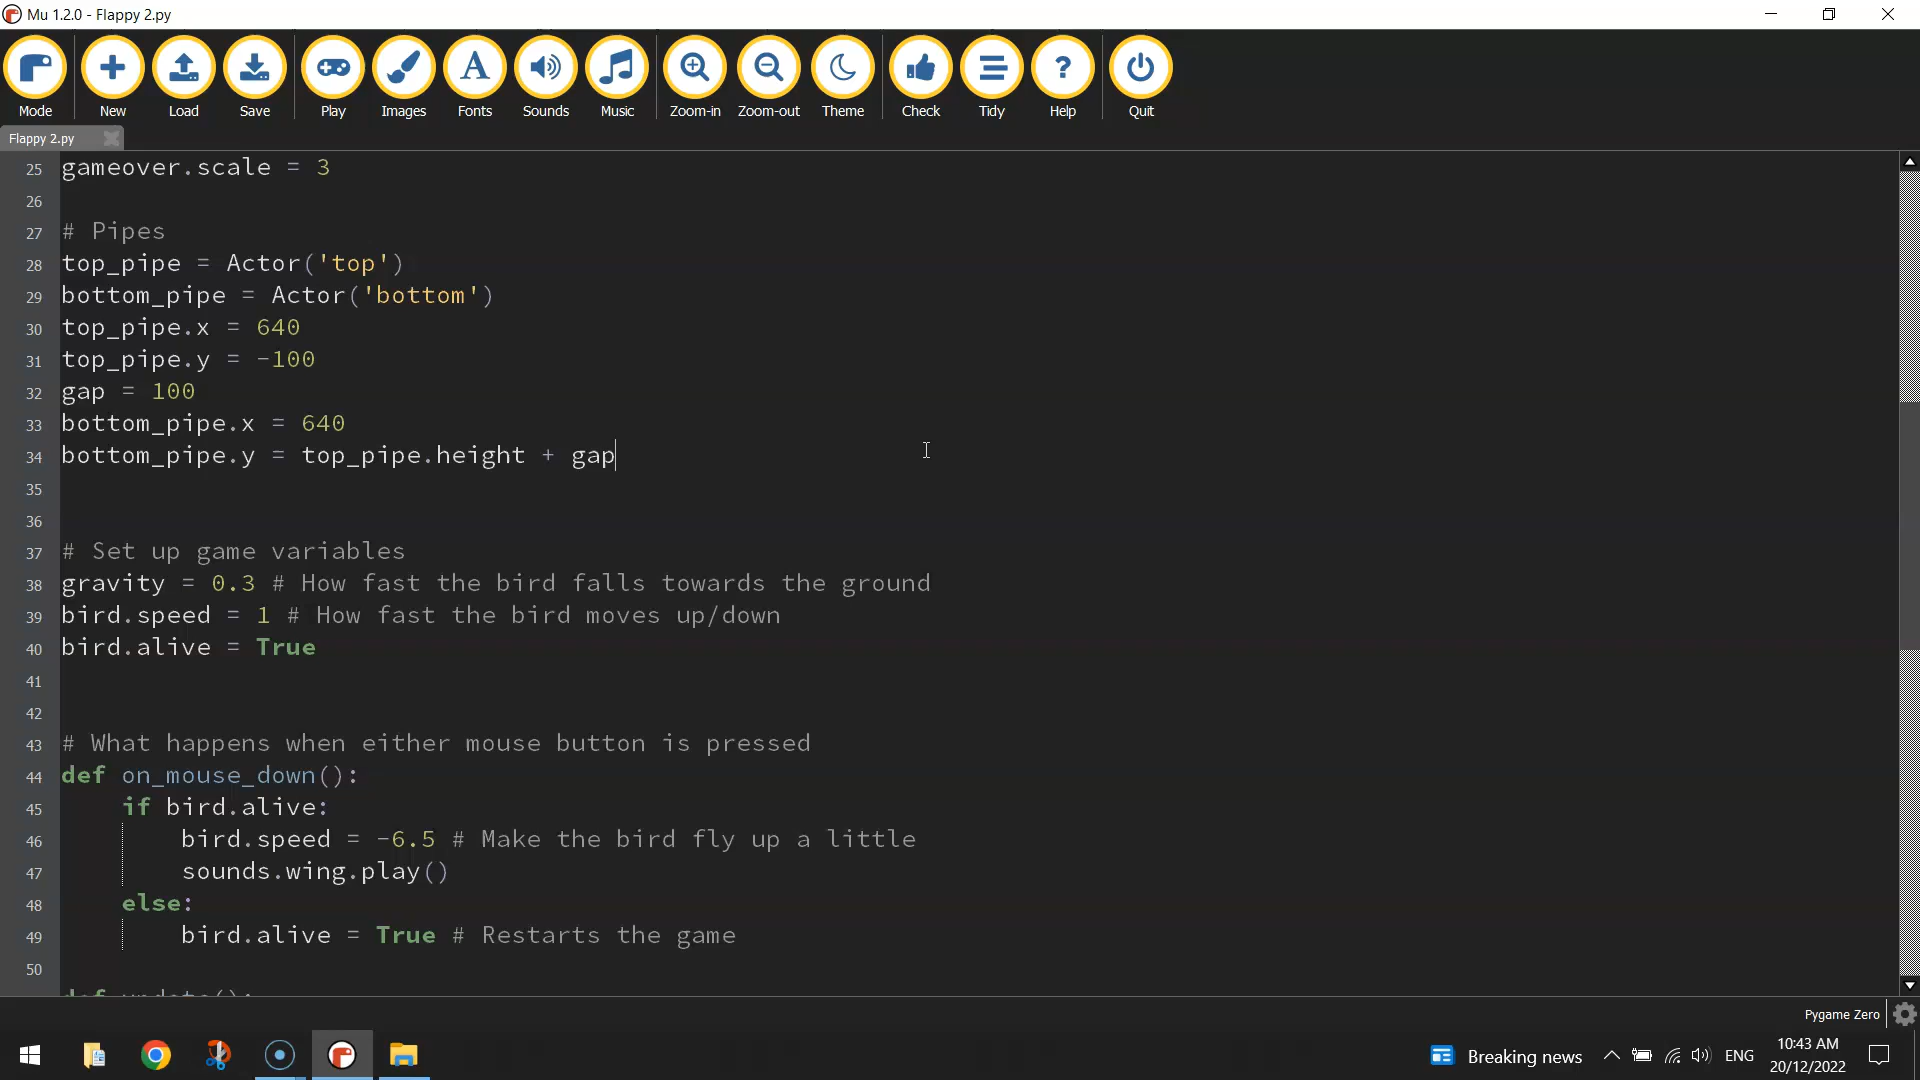 Mu 1.2.0 - Flappy 2.py
Mode New Load Save Play Images Fonts Sounds Music Zoom-in Zoom-out Theme Check Tidy Help Quit
Flappy 2.py
25 gameover.scale = 3
26
27 # Pipes
28 top_pipe = Actor('top')
29 bottom_pipe = Actor('bottom')
30 top_pipe.x = 640
31 top_pipe.y = -100
32 gap = 100
33 bottom_pipe.x = 640
34 bottom_pipe.y = top_pipe.height + gap
35
36
37 # Set up game variables
38 gravity = 0.3 # How fast the bird falls towards the ground
39 bird.speed = 1 # How fast the bird moves up/down
40 bird.alive = True
41
42
43 # What happens when either mouse button is pressed
44 def on_mouse_down():
45 if bird.alive:
46 bird.speed = -6.5 # Make the bird fly up a little
47 sounds.wing.play()
48 else:
49 bird.alive = True # Restarts the game
50
def update():
Pygame Zero
Breaking news ENG 10:43 AM
20/12/2022